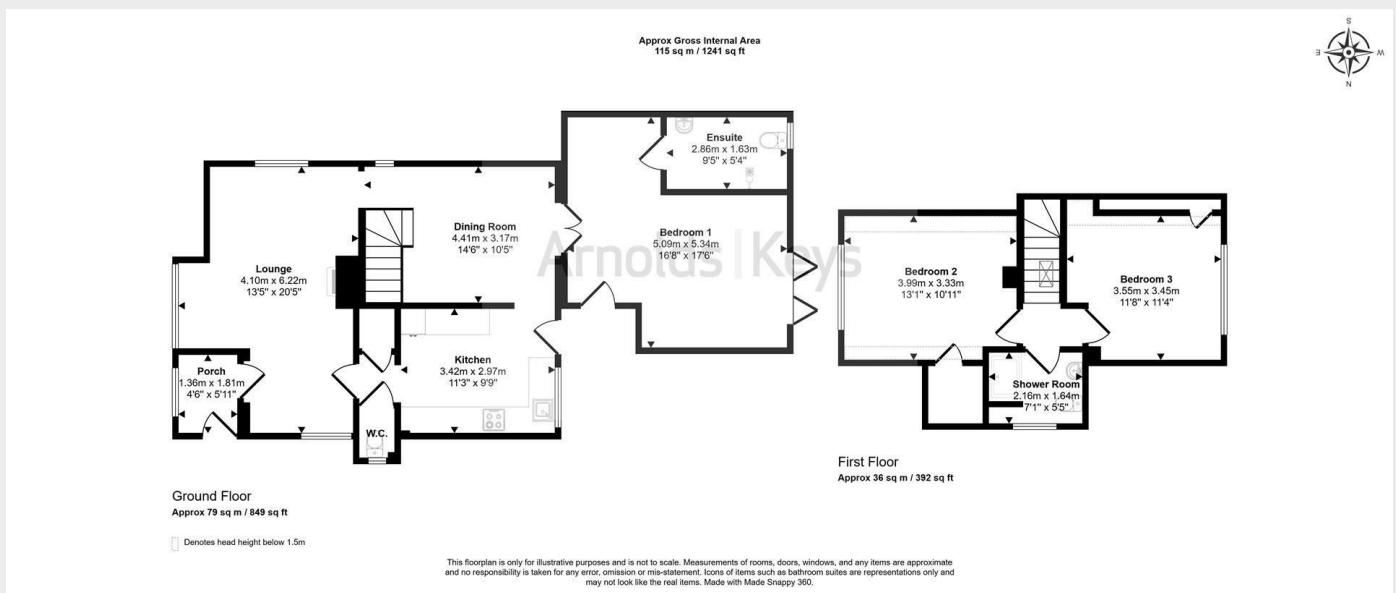 Approx Gross Internal Area
115 sq m / 1241 sq ft
S
E
W
N
Ensuite
2.86m x 1.63m
9'5" x 5'4"
Dining Room
4.41m x 3.17m
14'6" x 10'5"
Bedroom 1
5.09m x 5.34m
16'8" x 17'6"
Arnolds | Keys
Lounge
4.10m x 6.22m
13'5" x 20'5"
Bedroom 2
3.99m x 3.33m
13'1" x 10'11"
Bedroom 3
3.55m x 3.45m
11'8" x 11'4"
Porch
1.36m x 1.81m
4'6" x 5'11"
Kitchen
3.42m x 2.97m
11'3" x 9'9"
Shower Room
2.16m x 1.64m
7'1" x 5'5"
W.C.
First Floor
Approx 36 sq m / 392 sq ft
Ground Floor
Approx 79 sq m / 849 sq ft
Denotes head height below 1.5m
This floorplan is only for illustrative purposes and is not to scale. Measurements of rooms, doors, windows, and any items are approximate
and no responsibility is taken for any error, omission or mis-statement. Icons of items such as bathroom suites are representations only and
may not look like the real items. Made with Made Snappy 360.